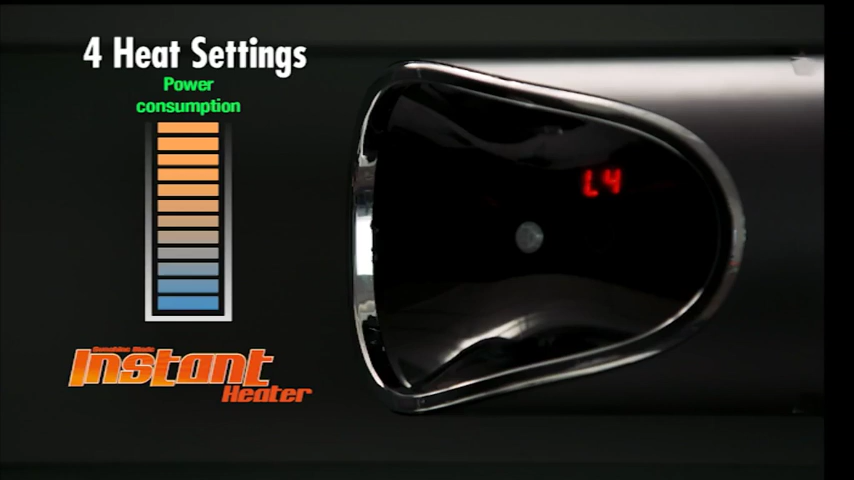 4 Heat Settings
Power
consumption
L4
Instant
Heater